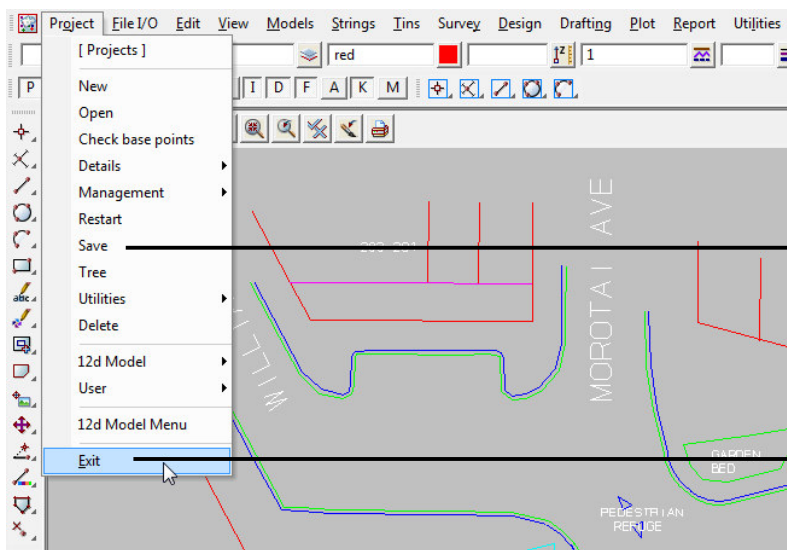 Project File I/O Edit View Models Strings Tins Survey Design Drafting Plot Report Utilities
red
1
P I D F A K M
[ Projects ]
New
Open
Check base points
Details
Management
Restart
Save
Tree
Utilities
Delete
12d Model
User
12d Model Menu
Exit
abc
MOROTAI AVE
WILLI
GARDEN
BED
PEDESTRIAN
REFUGE